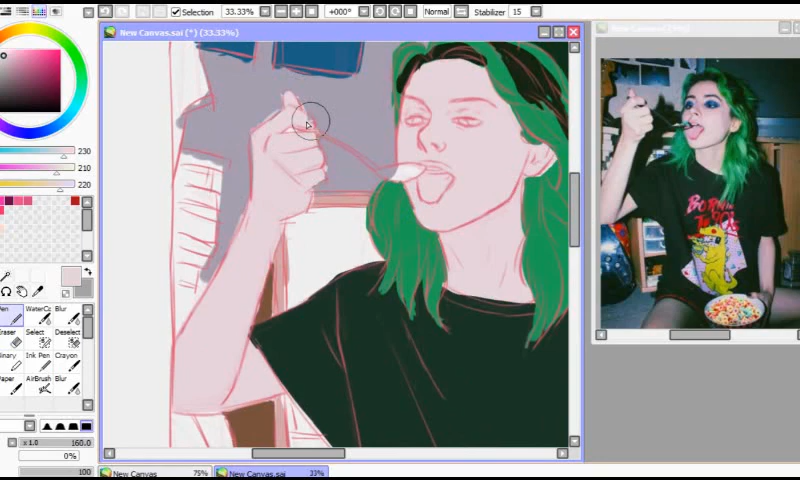 Selection 33.33% +000° Normal Stabilizer 15
New Canvas.sai (*) (33.33%)
230
210
220
Pen WaterCo Blur
Eraser Select Deselect
Binary Ink Pen Crayon
Paper AirBrush Blur
x 1.0 160.0
0%
100
New Canvas 75%
New Canvas.sai 33%